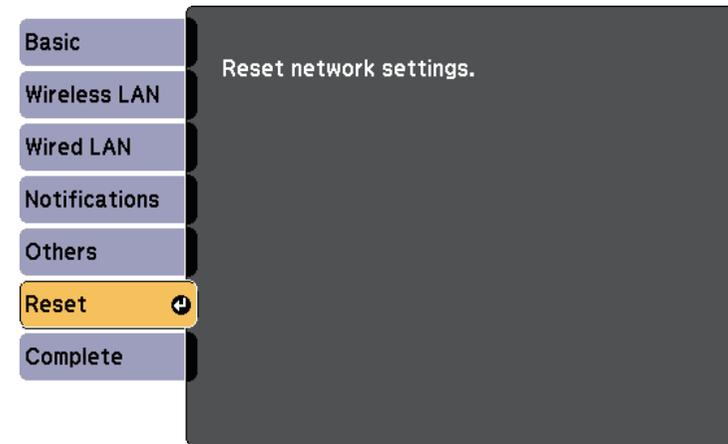 Basic
Wireless LAN
Wired LAN
Notifications
Others
Reset
Complete
Reset network settings.